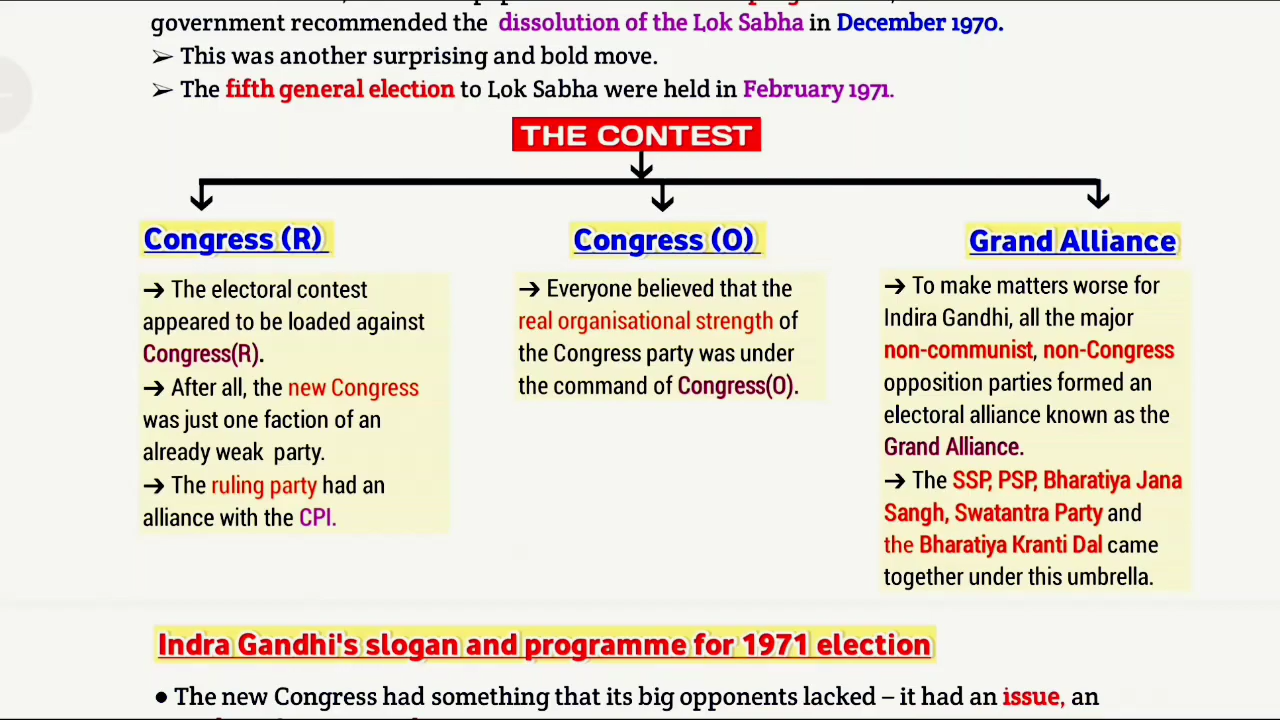 government recommended the dissolution of the Lok Sabha in December 1970.
➢ This was another surprising and bold move.
➢ The fifth general election to Lok Sabha were held in February 1971.
THE CONTEST
Congress (R)
→ The electoral contest
appeared to be loaded against
Congress(R).
→ After all, the new Congress
was just one faction of an
already weak party.
→ The ruling party had an
alliance with the CPI.
Congress (O)
→ Everyone believed that the
real organisational strength of
the Congress party was under
the command of Congress(O).
Grand Alliance
→ To make matters worse for
Indira Gandhi, all the major
non-communist, non-Congress
opposition parties formed an
electoral alliance known as the
Grand Alliance.
→ The SSP, PSP, Bharatiya Jana
Sangh, Swatantra Party and
the Bharatiya Kranti Dal came
together under this umbrella.
Indra Gandhi's slogan and programme for 1971 election
● The new Congress had something that its big opponents lacked – it had an issue, an